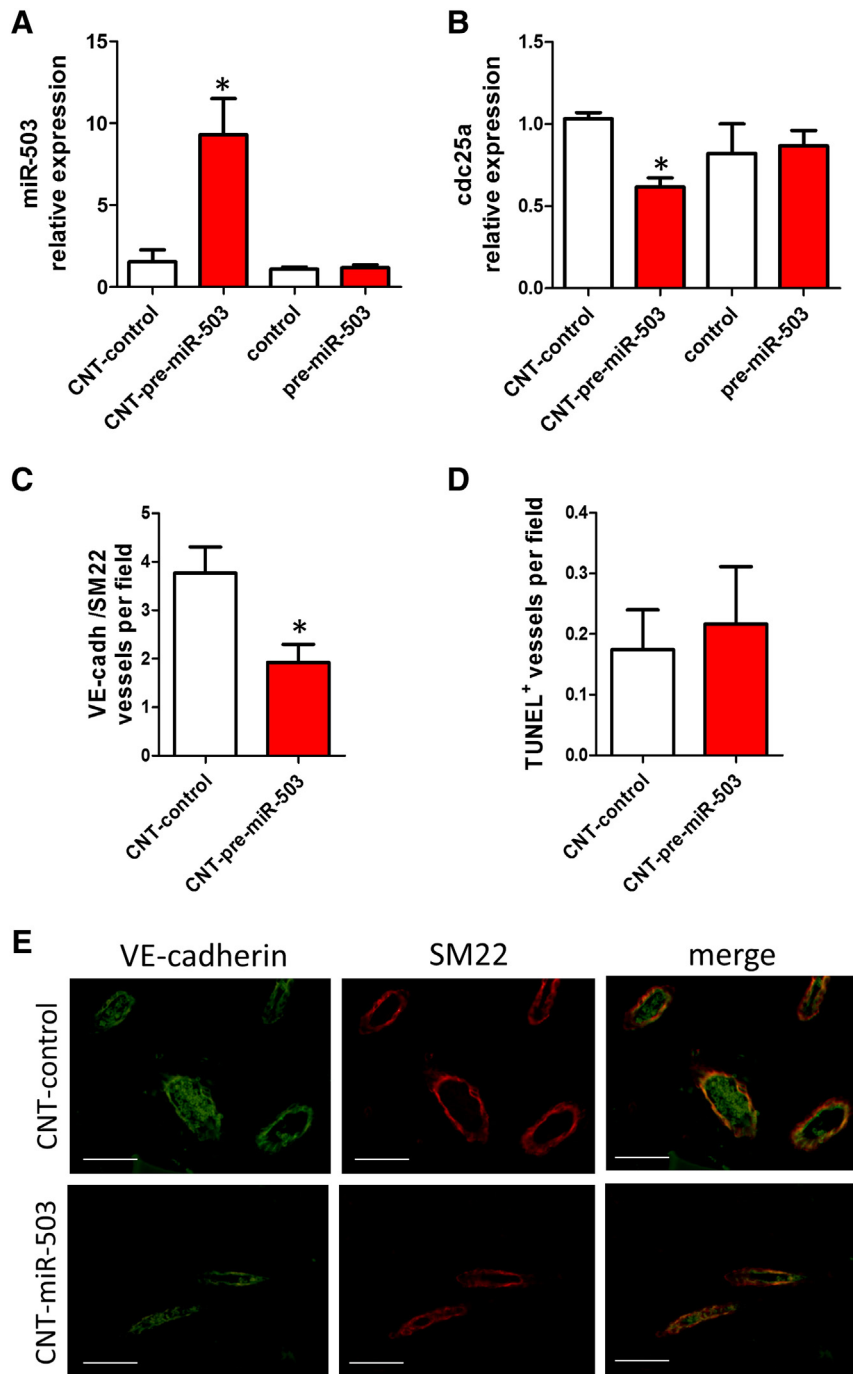 A
miR-503
relative expression
15
10
5
0
*
CNT-control
CNT-pre-miR-503
control
pre-miR-503
B
cdc25a
relative expression
1.5
1.0
0.5
0.0
*
CNT-control
CNT-pre-miR-503
control
pre-miR-503
C
VE-cadh /SM22
vessels per field
5
4
3
2
1
0
*
CNT-control
CNT-pre-miR-503
D
TUNEL+ vessels per field
0.4
0.3
0.2
0.1
0.0
CNT-control
CNT-pre-miR-503
E
VE-cadherin
SM22
merge
CNT-control
CNT-miR-503